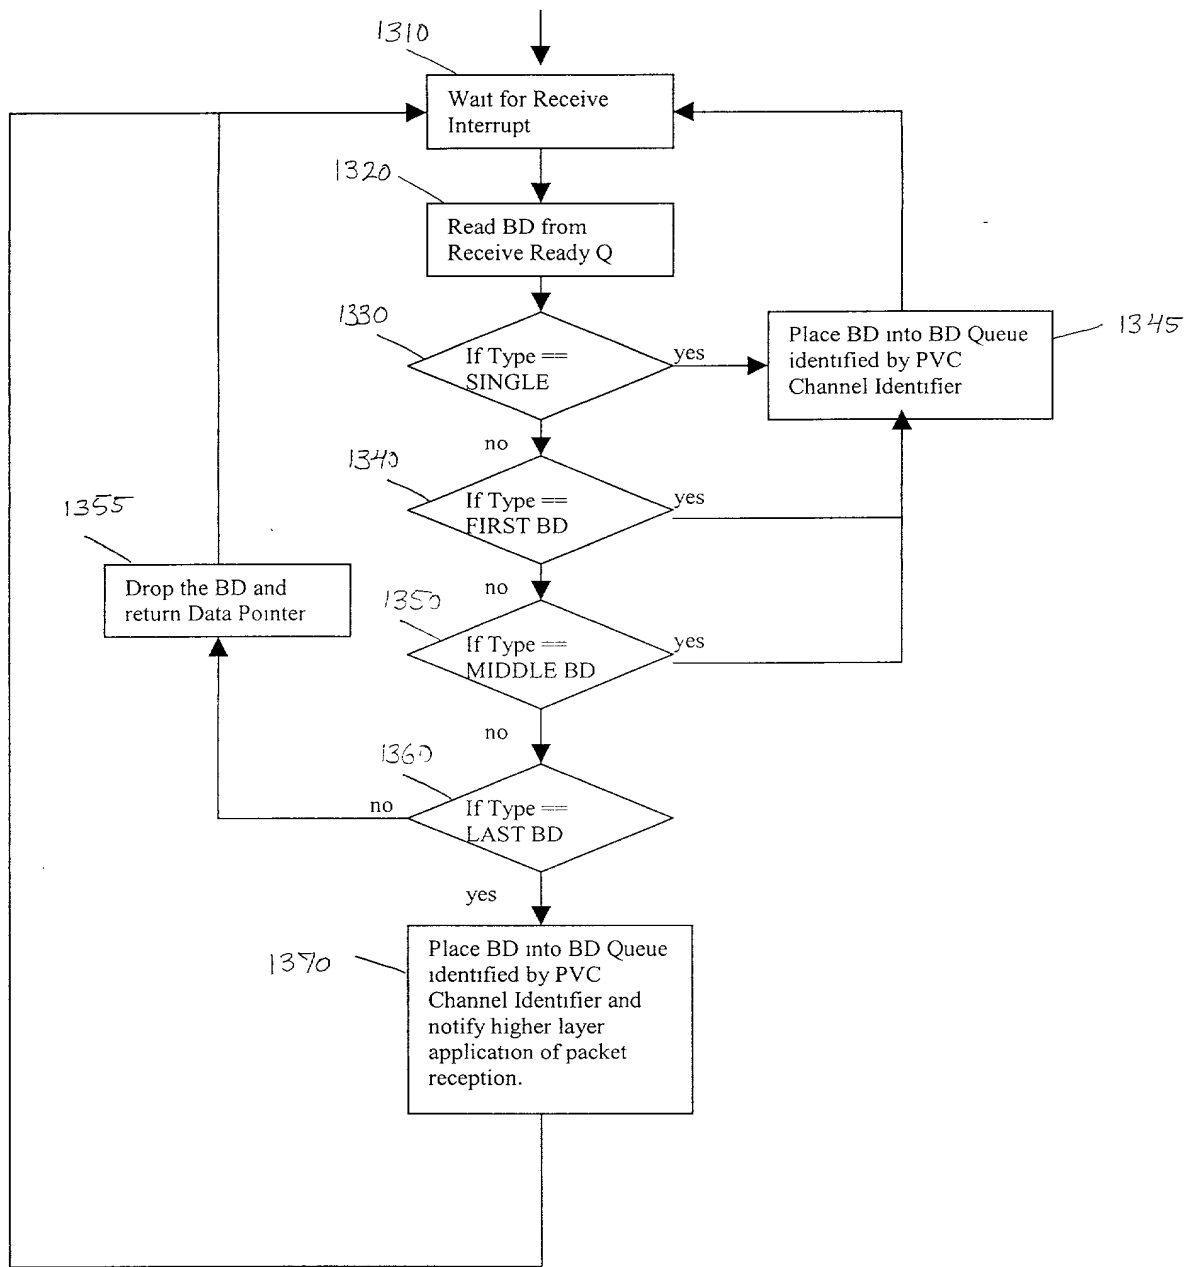 1310
Wait for Receive
Interrupt
1320
Read BD from
Receive Ready Q
1330
If Type ==
SINGLE
yes
Place BD into BD Queue
identified by PVC
Channel Identifier
1345
no
1340
If Type ==
FIRST BD
yes
1355
Drop the BD and
return Data Pointer
no
1350
If Type ==
MIDDLE BD
yes
no
1360
If Type ==
LAST BD
no
yes
1370
Place BD into BD Queue
identified by PVC
Channel Identifier and
notify higher layer
application of packet
reception.